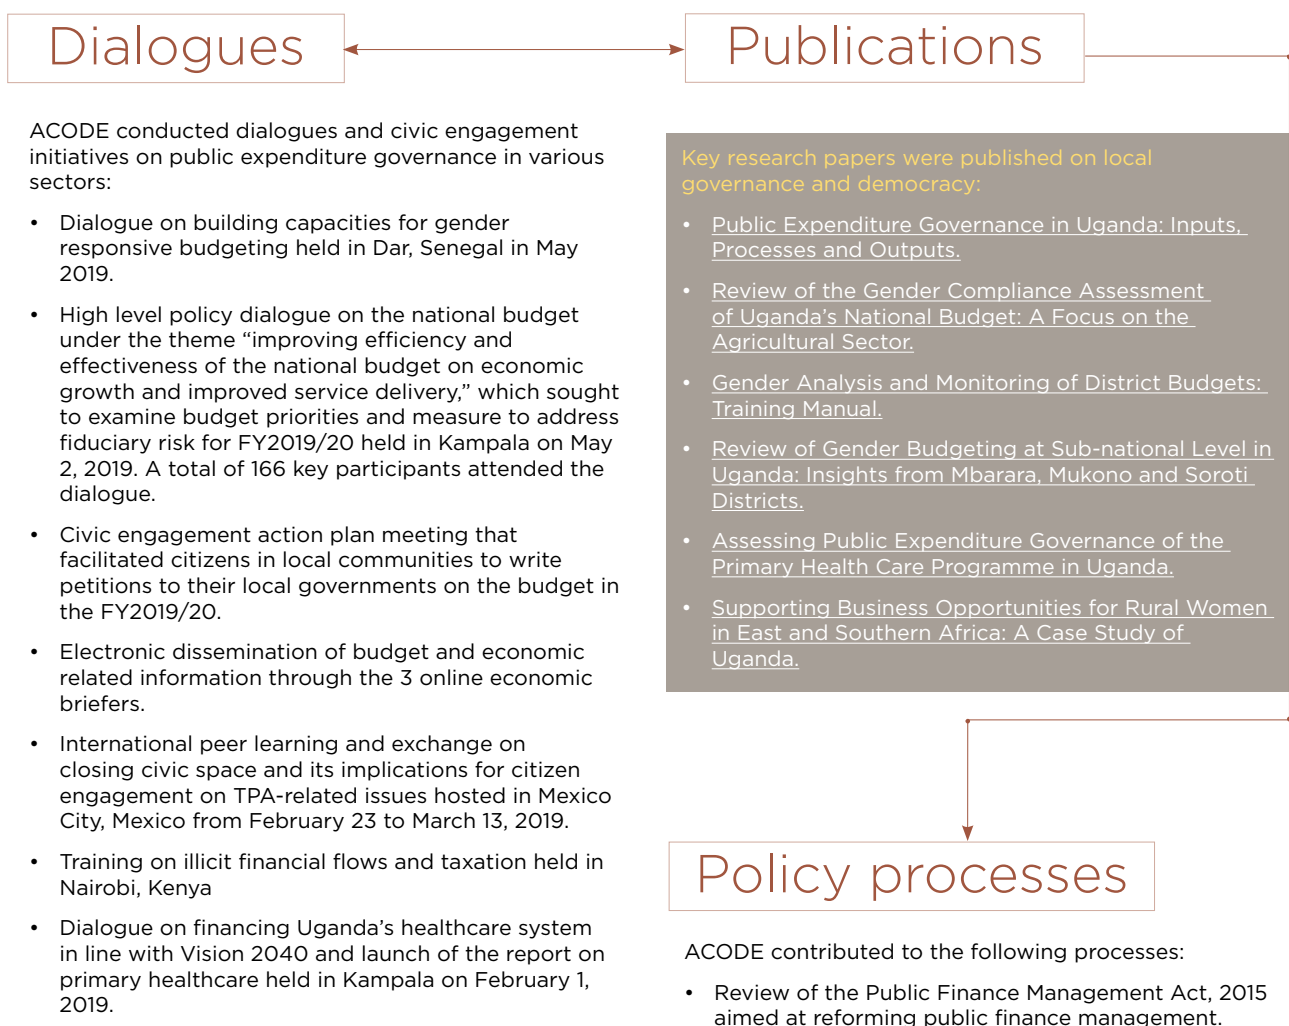 Dialogues
ACODE conducted dialogues and civic engagement
initiatives on public expenditure governance in various
sectors:
• Dialogue on building capacities for gender
responsive budgeting held in Dar, Senegal in May
2019.
• High level policy dialogue on the national budget
under the theme “improving efficiency and
effectiveness of the national budget on economic
growth and improved service delivery,” which sought
to examine budget priorities and measure to address
fiduciary risk for FY2019/20 held in Kampala on May
2, 2019. A total of 166 key participants attended the
dialogue.
• Civic engagement action plan meeting that
facilitated citizens in local communities to write
petitions to their local governments on the budget in
the FY2019/20.
• Electronic dissemination of budget and economic
related information through the 3 online economic
briefers.
• International peer learning and exchange on
closing civic space and its implications for citizen
engagement on TPA-related issues hosted in Mexico
City, Mexico from February 23 to March 13, 2019.
• Training on illicit financial flows and taxation held in
Nairobi, Kenya
• Dialogue on financing Uganda’s healthcare system
in line with Vision 2040 and launch of the report on
primary healthcare held in Kampala on February 1,
2019.
Publications
Key research papers were published on local
governance and democracy:
• Public Expenditure Governance in Uganda: Inputs,
Processes and Outputs.
• Review of the Gender Compliance Assessment
of Uganda’s National Budget: A Focus on the
Agricultural Sector.
• Gender Analysis and Monitoring of District Budgets:
Training Manual.
• Review of Gender Budgeting at Sub-national Level in
Uganda: Insights from Mbarara, Mukono and Soroti
Districts.
• Assessing Public Expenditure Governance of the
Primary Health Care Programme in Uganda.
• Supporting Business Opportunities for Rural Women
in East and Southern Africa: A Case Study of
Uganda.
Policy processes
ACODE contributed to the following processes:
• Review of the Public Finance Management Act, 2015
aimed at reforming public finance management.